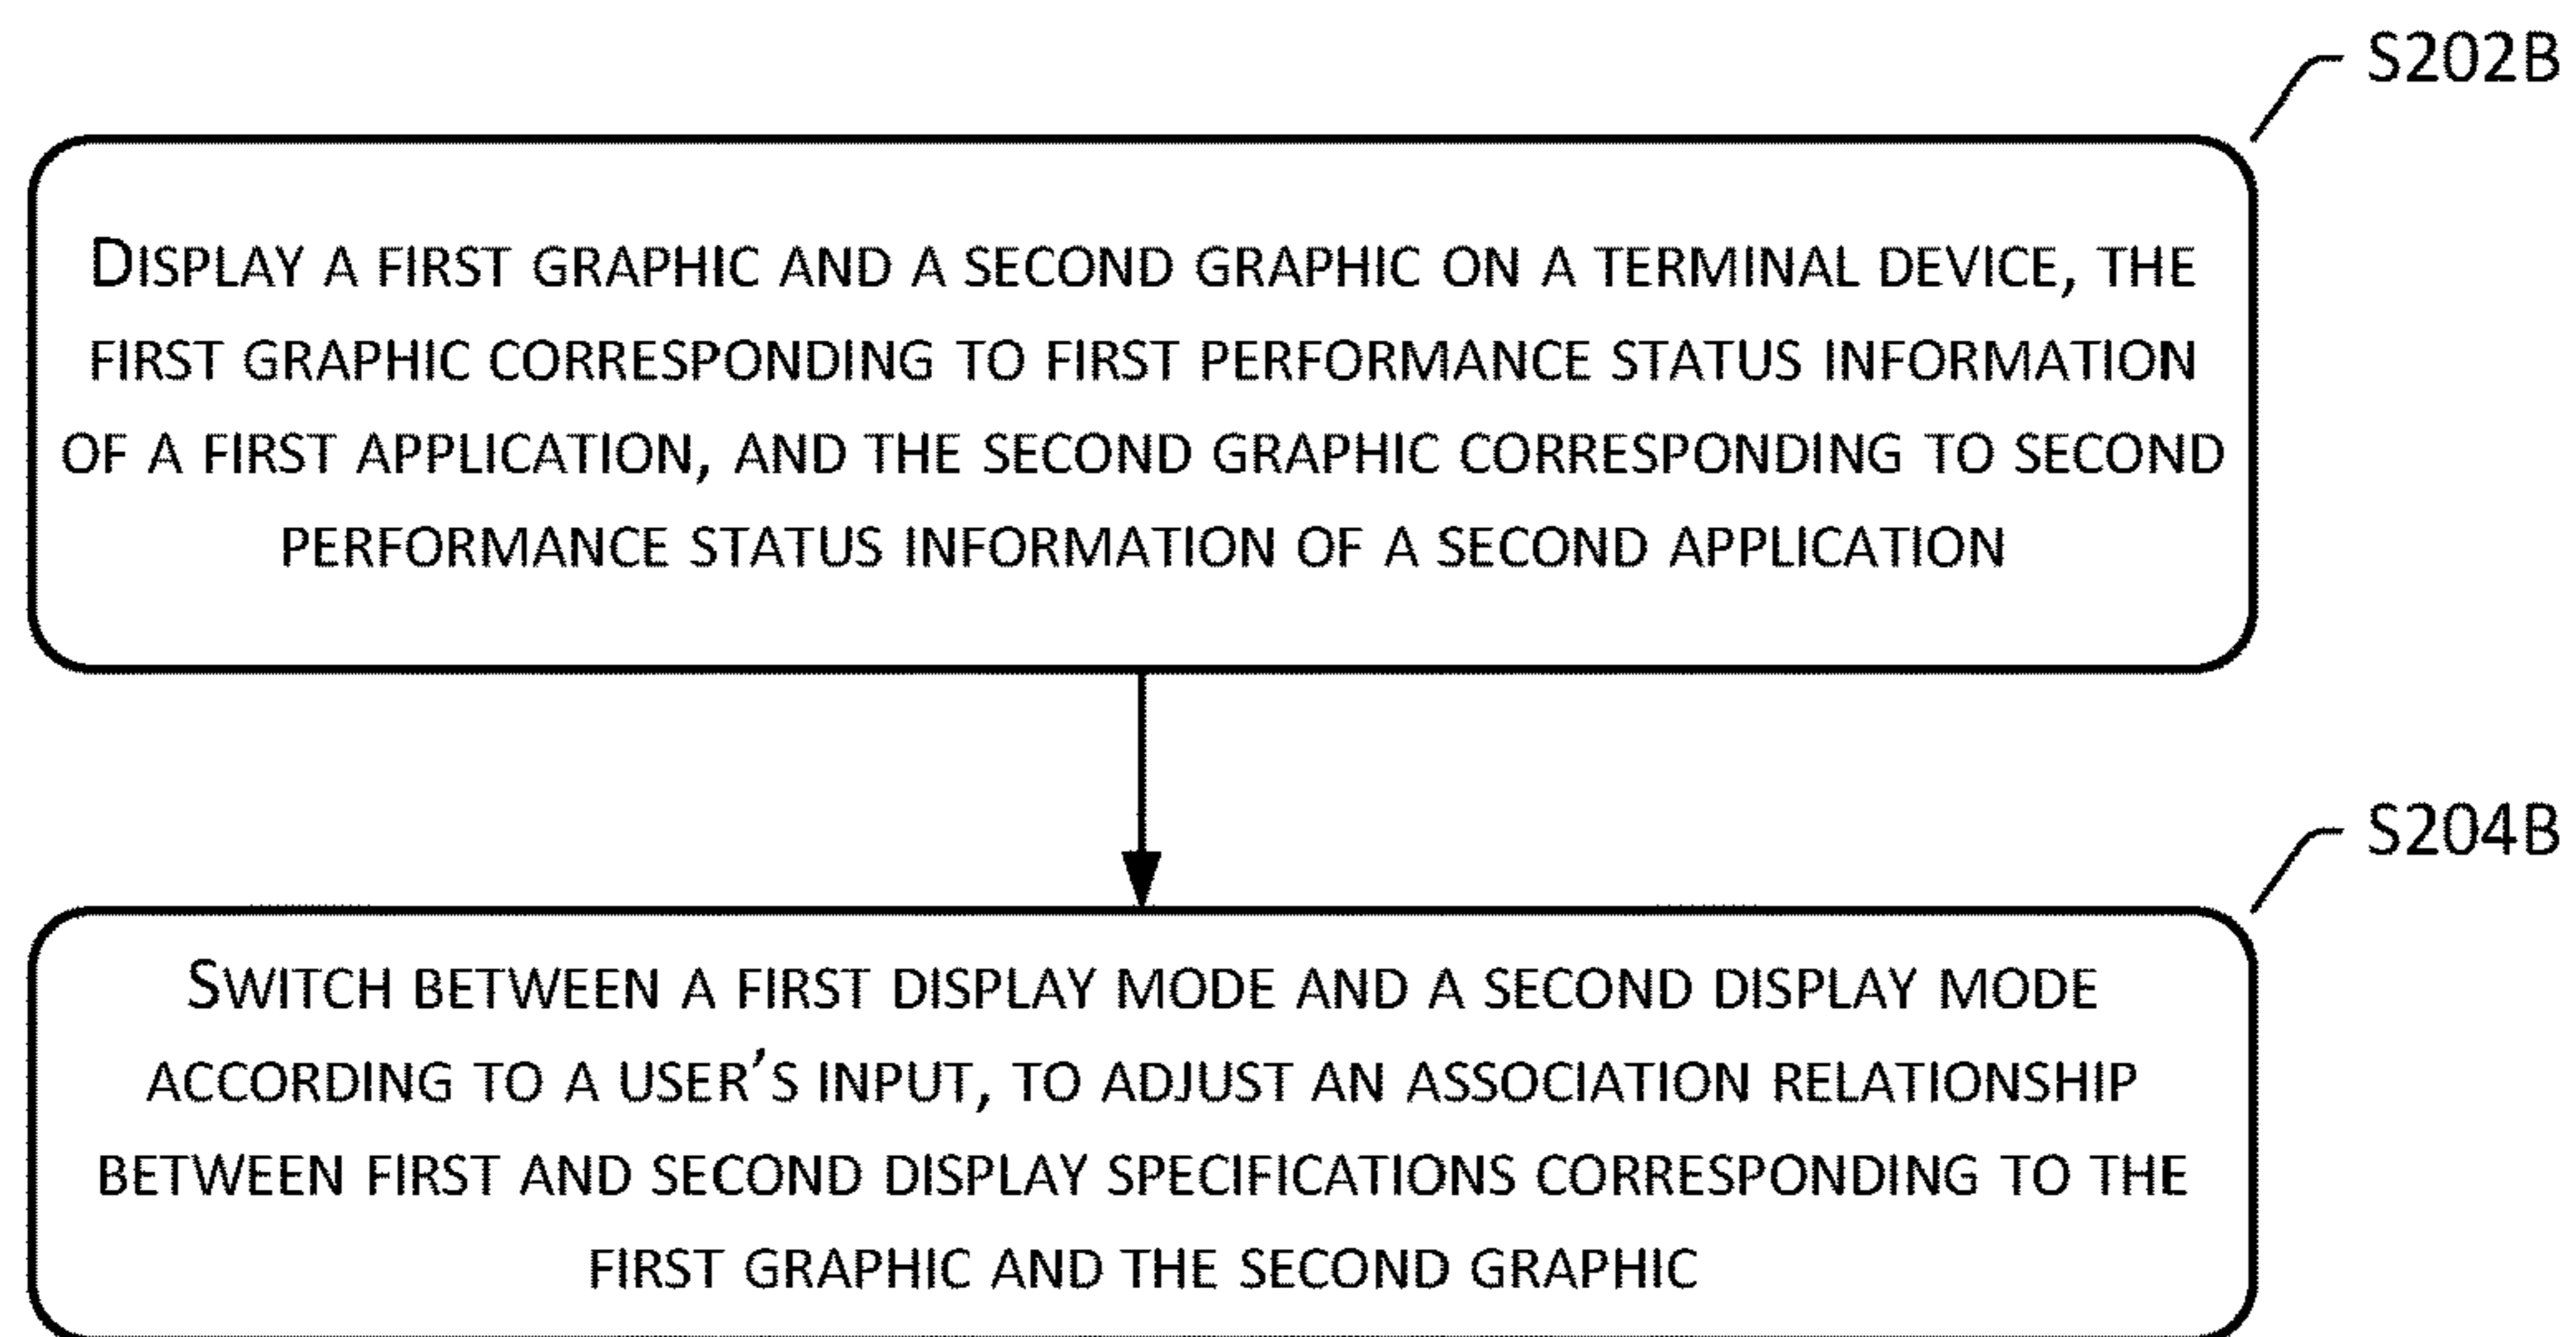 S202B
DISPLAY A FIRST GRAPHIC AND A SECOND GRAPHIC ON A TERMINAL DEVICE, THE
FIRST GRAPHIC CORRESPONDING TO FIRST PERFORMANCE STATUS INFORMATION
OF A FIRST APPLICATION, AND THE SECOND GRAPHIC CORRESPONDING TO SECOND
PERFORMANCE STATUS INFORMATION OF A SECOND APPLICATION
S204B
SWITCH BETWEEN A FIRST DISPLAY MODE AND A SECOND DISPLAY MODE
ACCORDING TO A USER'S INPUT, TO ADJUST AN ASSOCIATION RELATIONSHIP
BETWEEN FIRST AND SECOND DISPLAY SPECIFICATIONS CORRESPONDING TO THE
FIRST GRAPHIC AND THE SECOND GRAPHIC